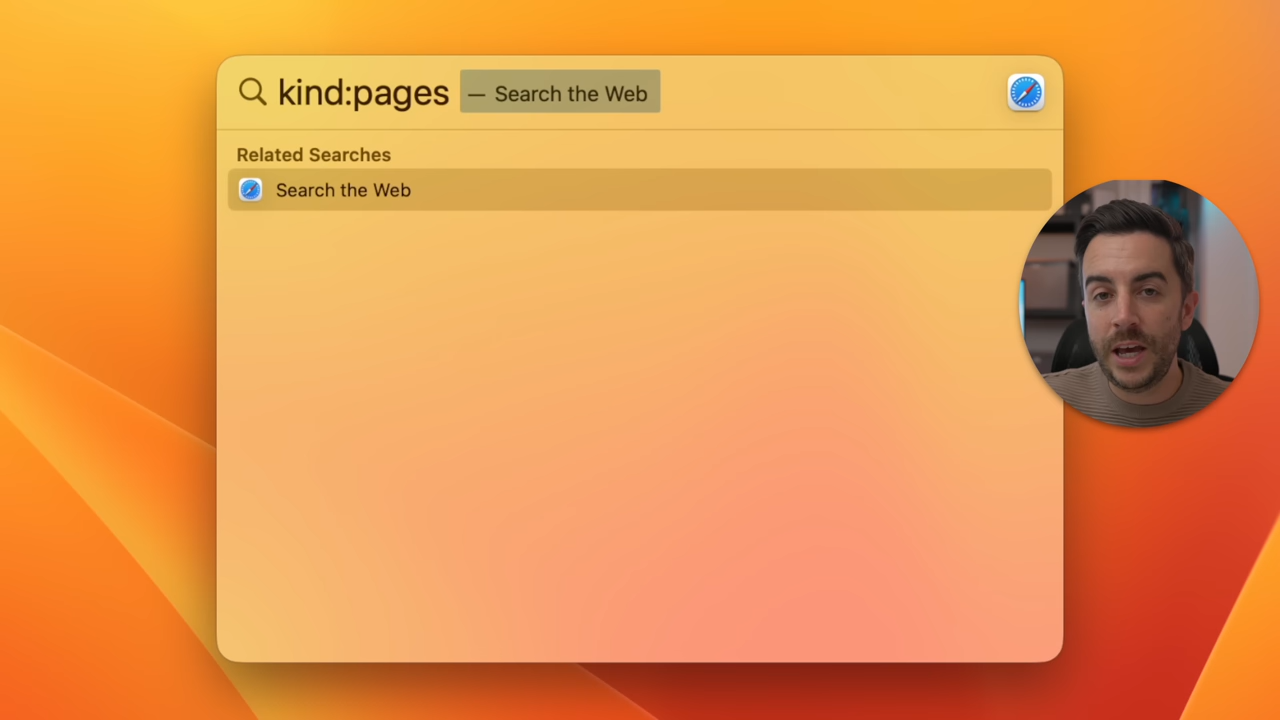 kind:pages — Search the Web
Related Searches
Search the Web